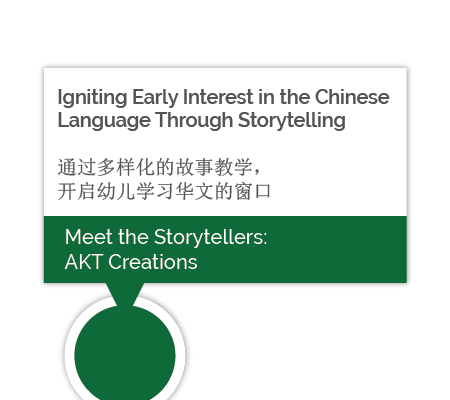 Igniting Early Interest in the Chinese
Language Through Storytelling
通过多样化的故事教学，
开启幼儿学习华文的窗口
Meet the Storytellers:
AKT Creations